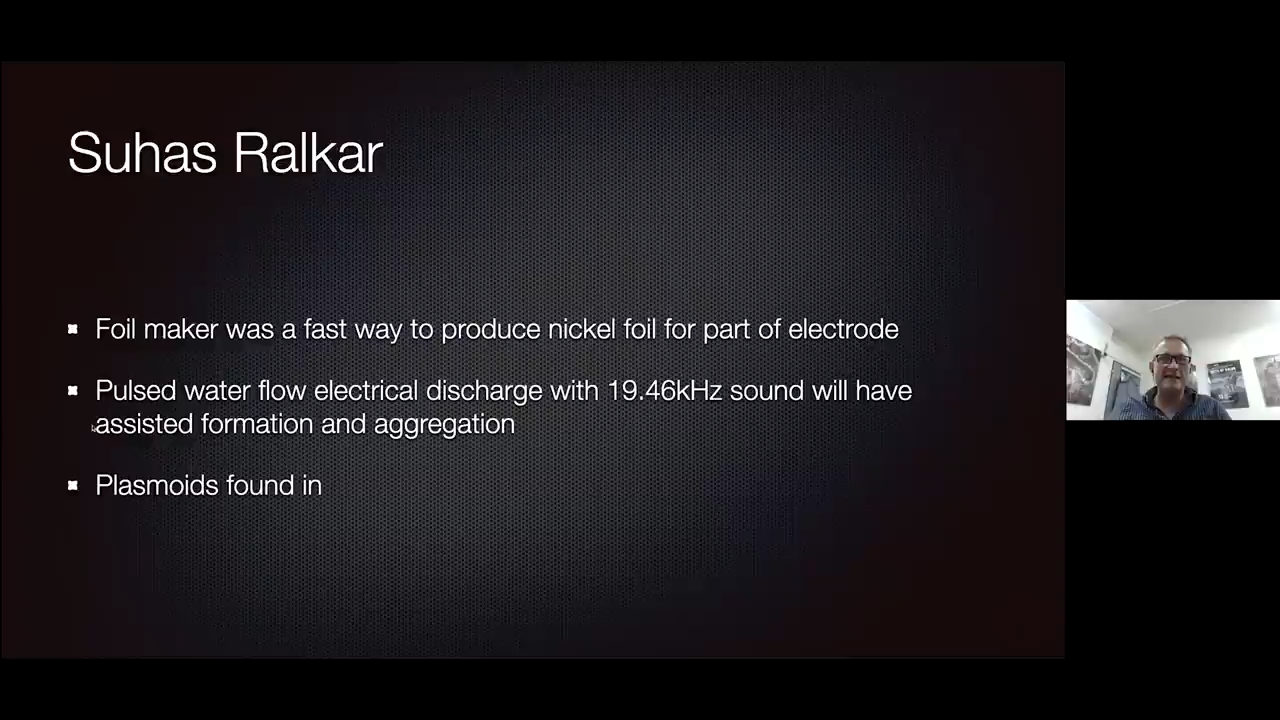 Suhas Ralkar
Foil maker was a fast way to produce nickel foil for part of electrode
Pulsed water flow electrical discharge with 19.46kHz sound will have
assisted formation and aggregation
Plasmoids found in